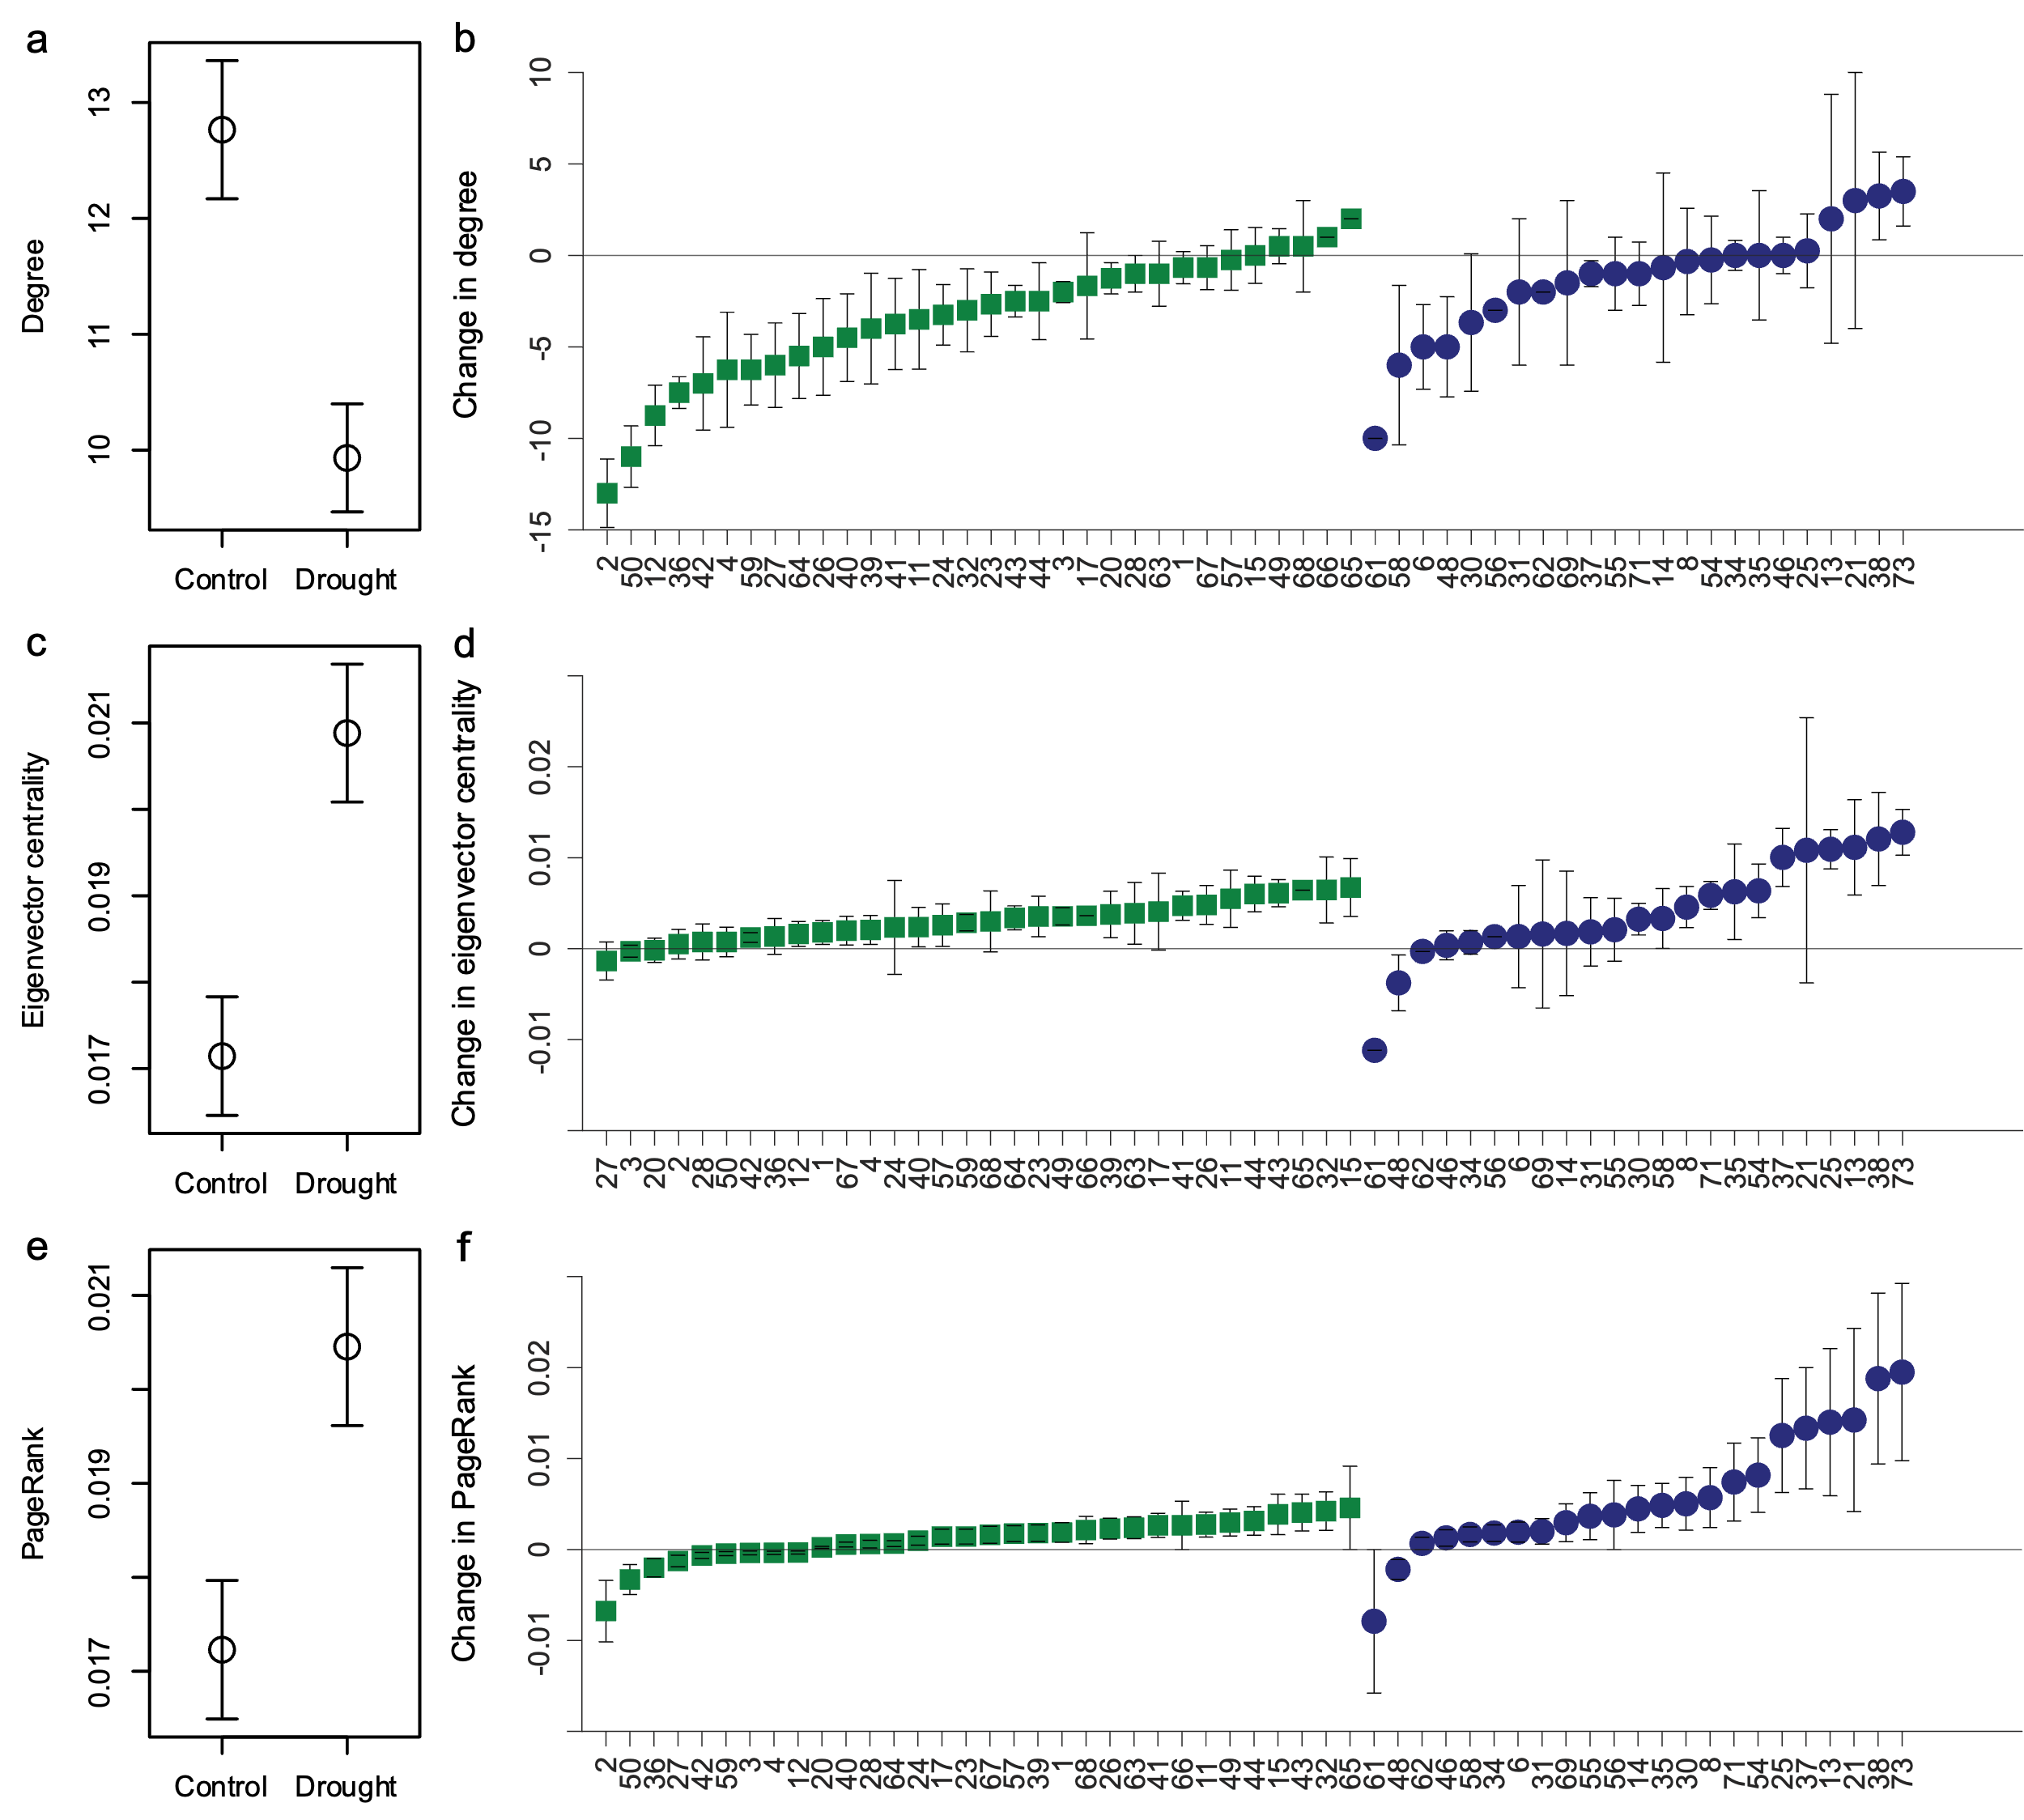 a
Degree
13
12
11
10
Control Drought
b
Change in degree
10
5
0
-5
-10
-15
2 50 12 36 42 4 59 27 64 26 40 39 41 11 24 32 23 43 44 3 17 20 28 63 1 67 57 15 49 68 66 65 61 58 6 48 30 56 31 62 69 37 55 71 14 8 54 34 35 46 25 13 21 38 73
c
Eigenvector centrality
0.021
0.019
0.017
Control Drought
d
Change in eigenvector centrality
0.02
0.01
0
-0.01
27 3 20 2 28 50 42 36 12 1 67 4 24 40 57 59 68 64 23 49 66 39 63 17 41 26 11 44 43 65 32 15 61 48 62 46 34 56 6 69 14 31 55 30 58 8 71 35 54 37 21 25 13 38 73
e
PageRank
0.021
0.019
0.017
Control Drought
f
Change in PageRank
0.02
0.01
0
-0.01
2 50 36 27 42 59 3 4 12 20 40 28 64 24 17 23 67 57 39 1 68 26 63 41 66 11 49 44 15 43 32 65 61 48 62 46 58 34 6 31 69 55 56 14 35 30 8 71 54 25 37 13 21 38 73